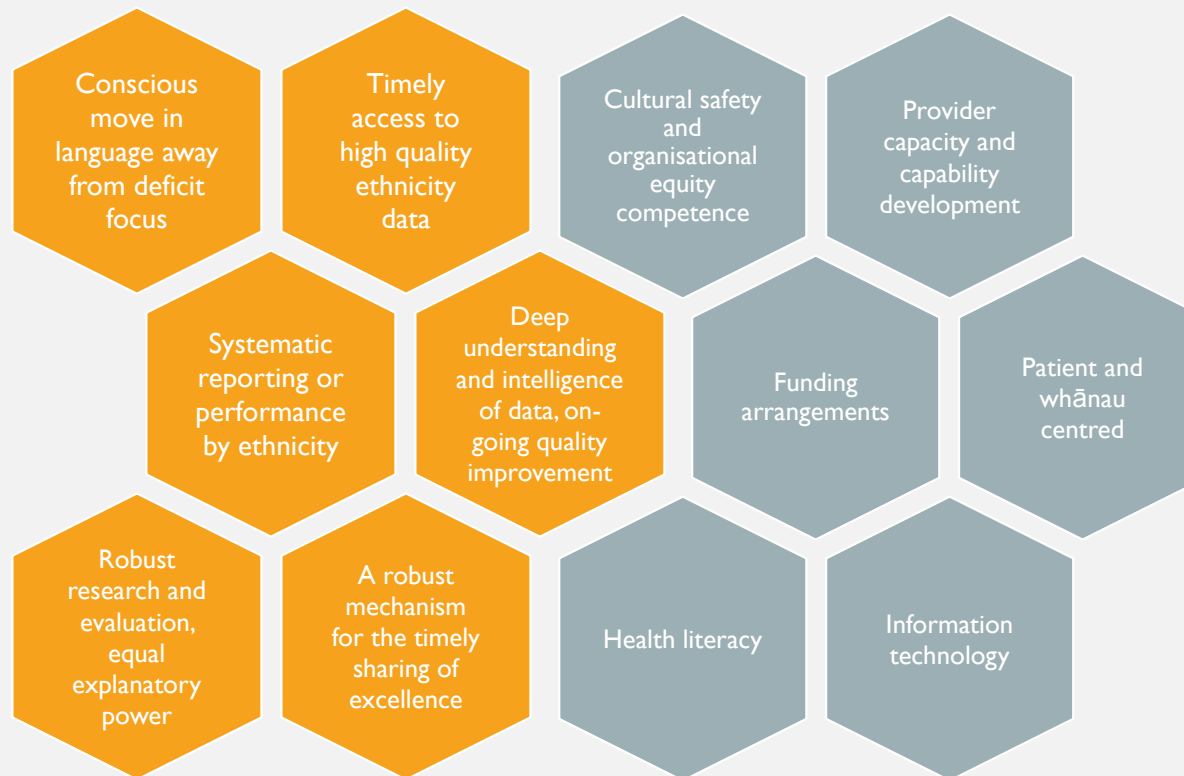 Conscious
move in
language away
from deficit
focus
Timely
access to
high quality
ethnicity
data
Cultural safety
and
organisational
equity
competence
Provider
capacity and
capability
development
Systematic
reporting or
performance
by ethnicity
Deep
understanding
and intelligence
of data, on-
going quality
improvement
Funding
arrangements
Patient and
whānau
centred
Robust
research and
evaluation,
equal
explanatory
power
A robust
mechanism
for the timely
sharing of
excellence
Health literacy
Information
technology